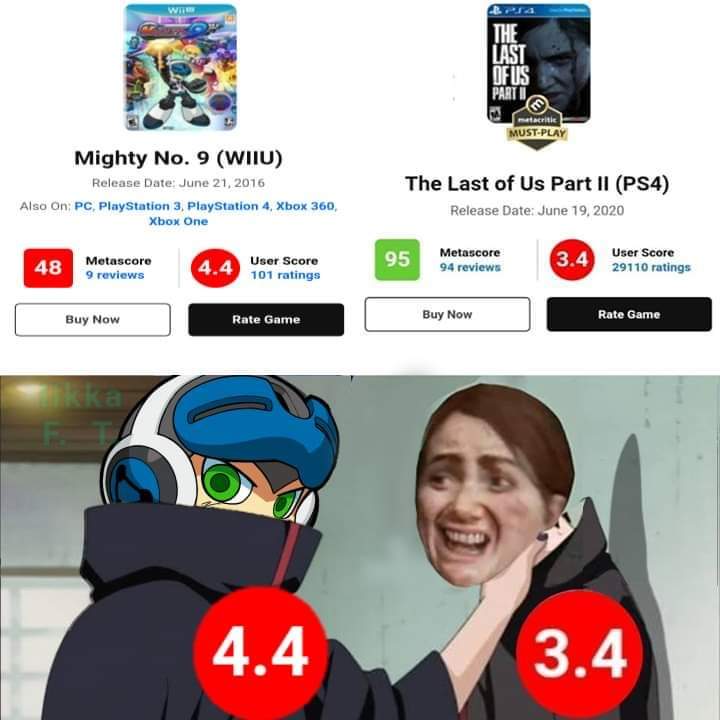 WiiU
Mighty No. 9 (WIIU)
Release Date: June 21, 2016
Also On: PC, PlayStation 3, PlayStation 4, Xbox 360,
Xbox One
48
Metascore
9 reviews
4.4
User Score
101 ratings
Buy Now
Rate Game
PS4
THE
LAST
OF US
PART II
metacritic
MUST-PLAY
The Last of Us Part II (PS4)
Release Date: June 19, 2020
95
Metascore
94 reviews
3.4
User Score
29110 ratings
Buy Now
Rate Game
F. T.
4.4
3.4